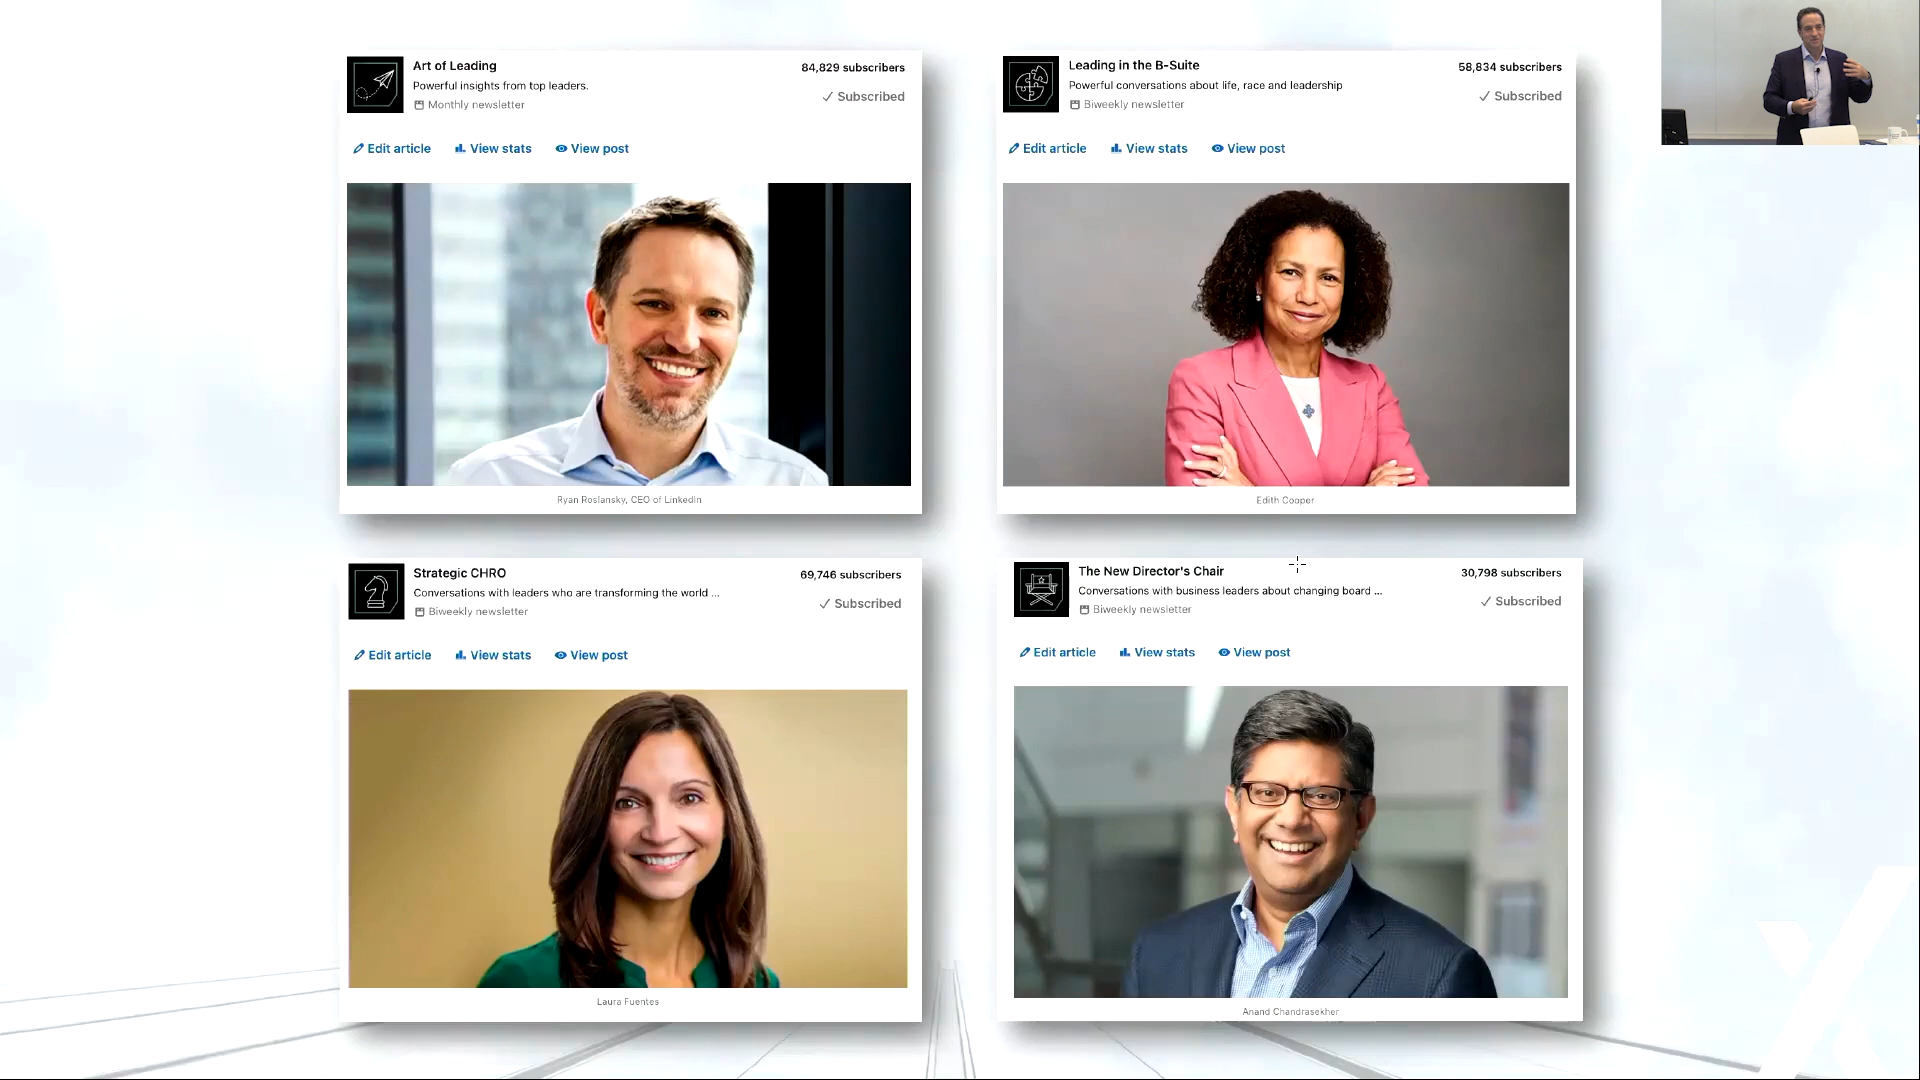 Art of Leading
84,829 subscribers
Powerful insights from top leaders.
Subscribed
Monthly newsletter
Edit article
View stats
View post
Ryan Roslansky, CEO of LinkedIn
Leading in the B-Suite
58,834 subscribers
Powerful conversations about life, race and leadership
Subscribed
Biweekly newsletter
Edit article
View stats
View post
Edith Cooper
Strategic CHRO
69,746 subscribers
Conversations with leaders who are transforming the world ...
Subscribed
Biweekly newsletter
Edit article
View stats
View post
Laura Fuentes
The New Director's Chair
30,798 subscribers
Conversations with business leaders about changing board ...
Subscribed
Biweekly newsletter
Edit article
View stats
View post
Anand Chandrasekher